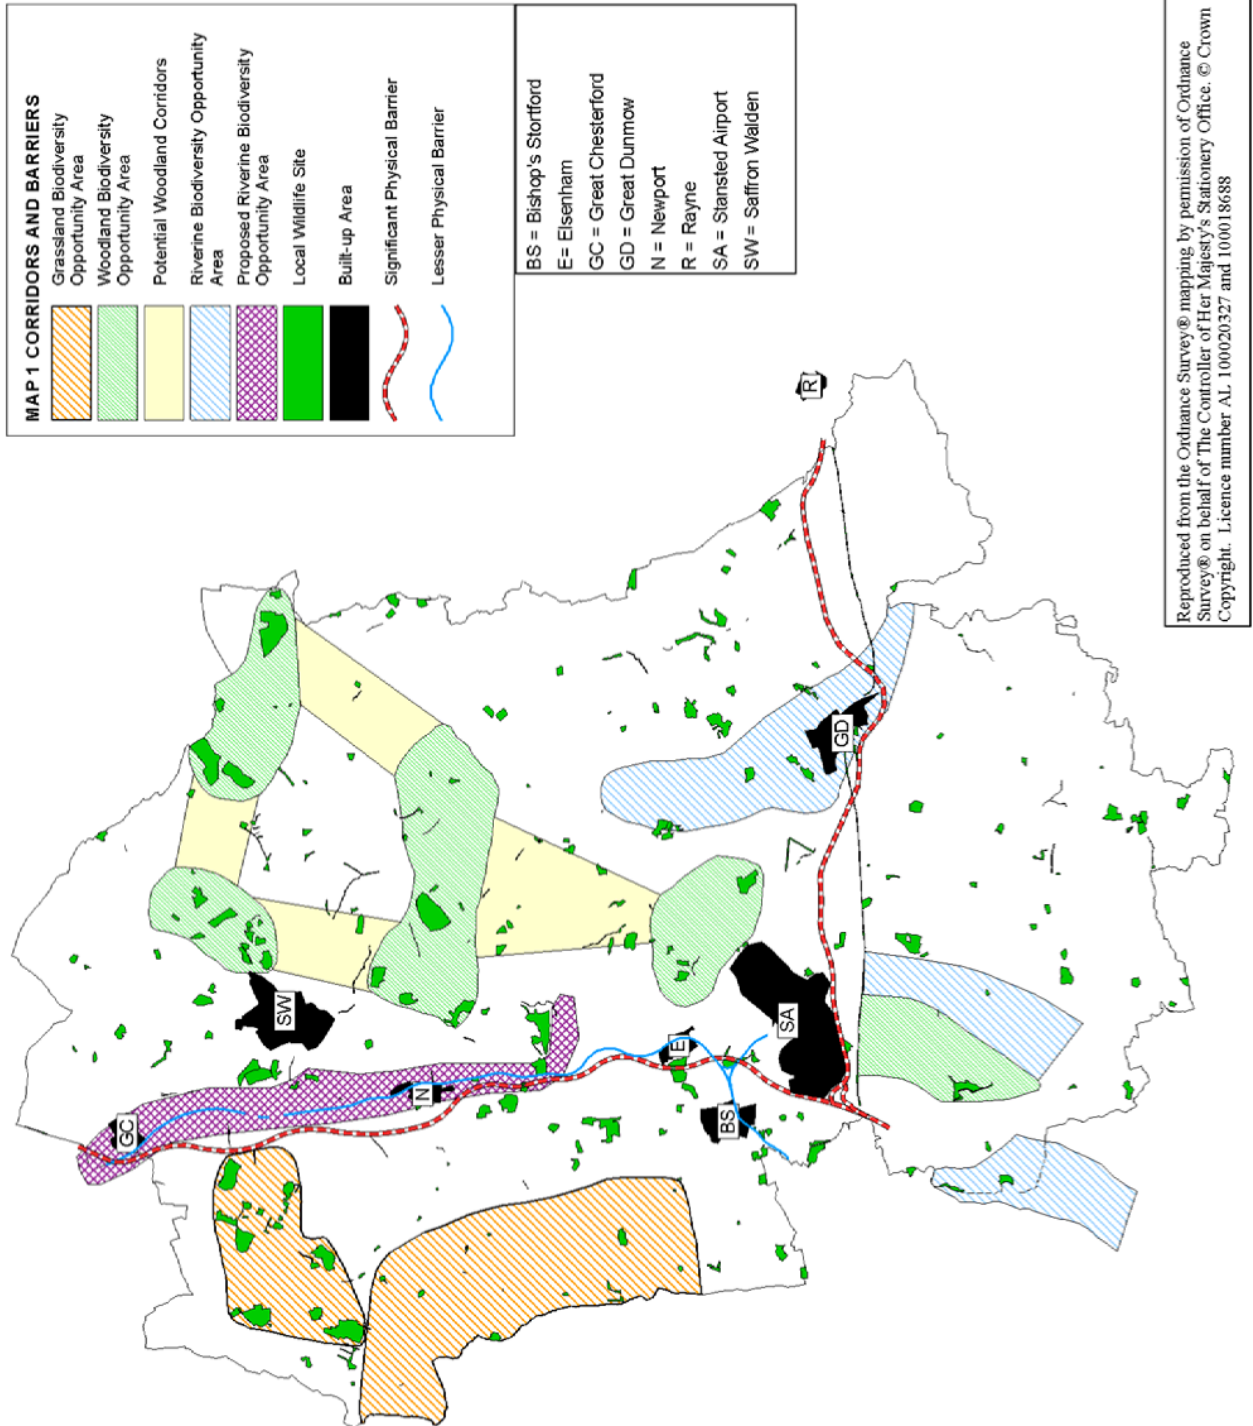 MAP 1 CORRIDORS AND BARRIERS
Grassland Biodiversity
Opportunity Area
Woodland Biodiversity
Opportunity Area
Potential Woodland Corridors
Riverine Biodiversity Opportunity
Area
Proposed Riverine Biodiversity
Opportunity Area
Local Wildlife Site
Built-up Area
Significant Physical Barrier
Lesser Physical Barrier
BS = Bishop's Stortford
E= Elsenham
GC = Great Chesterford
GD = Great Dunmow
N = Newport
R = Rayne
SA = Stansted Airport
SW = Saffron Walden
GC
SW
N
E
BS
SA
GD
R
Reproduced from the Ordnance Survey® mapping by permission of Ordnance
Survey® on behalf of The Controller of Her Majesty's Stationery Office. © Crown
Copyright. Licence number AL 100020327 and 100018688